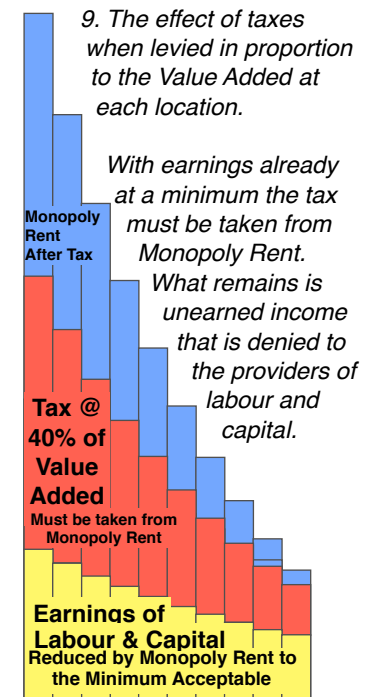 9. The effect of taxes
when levied in proportion
to the Value Added at
each location.
With earnings already
at a minimum the tax
must be taken from
Monopoly Rent.
What remains is
unearned income
that is denied to
the providers of
labour and
capital.
Monopoly
Rent
After Tax
Tax @
40% of
Value
Added
Must be taken from
Monopoly Rent
Earnings of
Labour & Capital
Reduced by Monopoly Rent to
the Minimum Acceptable